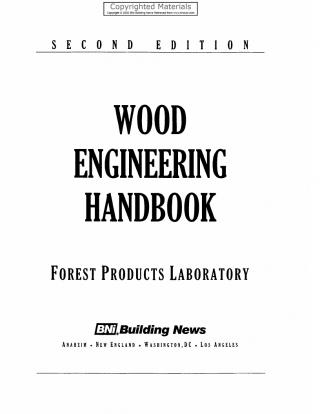 Copyrighted Materials
SECOND EDITION
WOOD
ENGINEERING
HANDBOOK
FOREST PRODUCTS LABORATORY
BNi. Building News
ANAHEIM • NEW ENGLAND • WASHINGTON, DC • LOS ANGELES